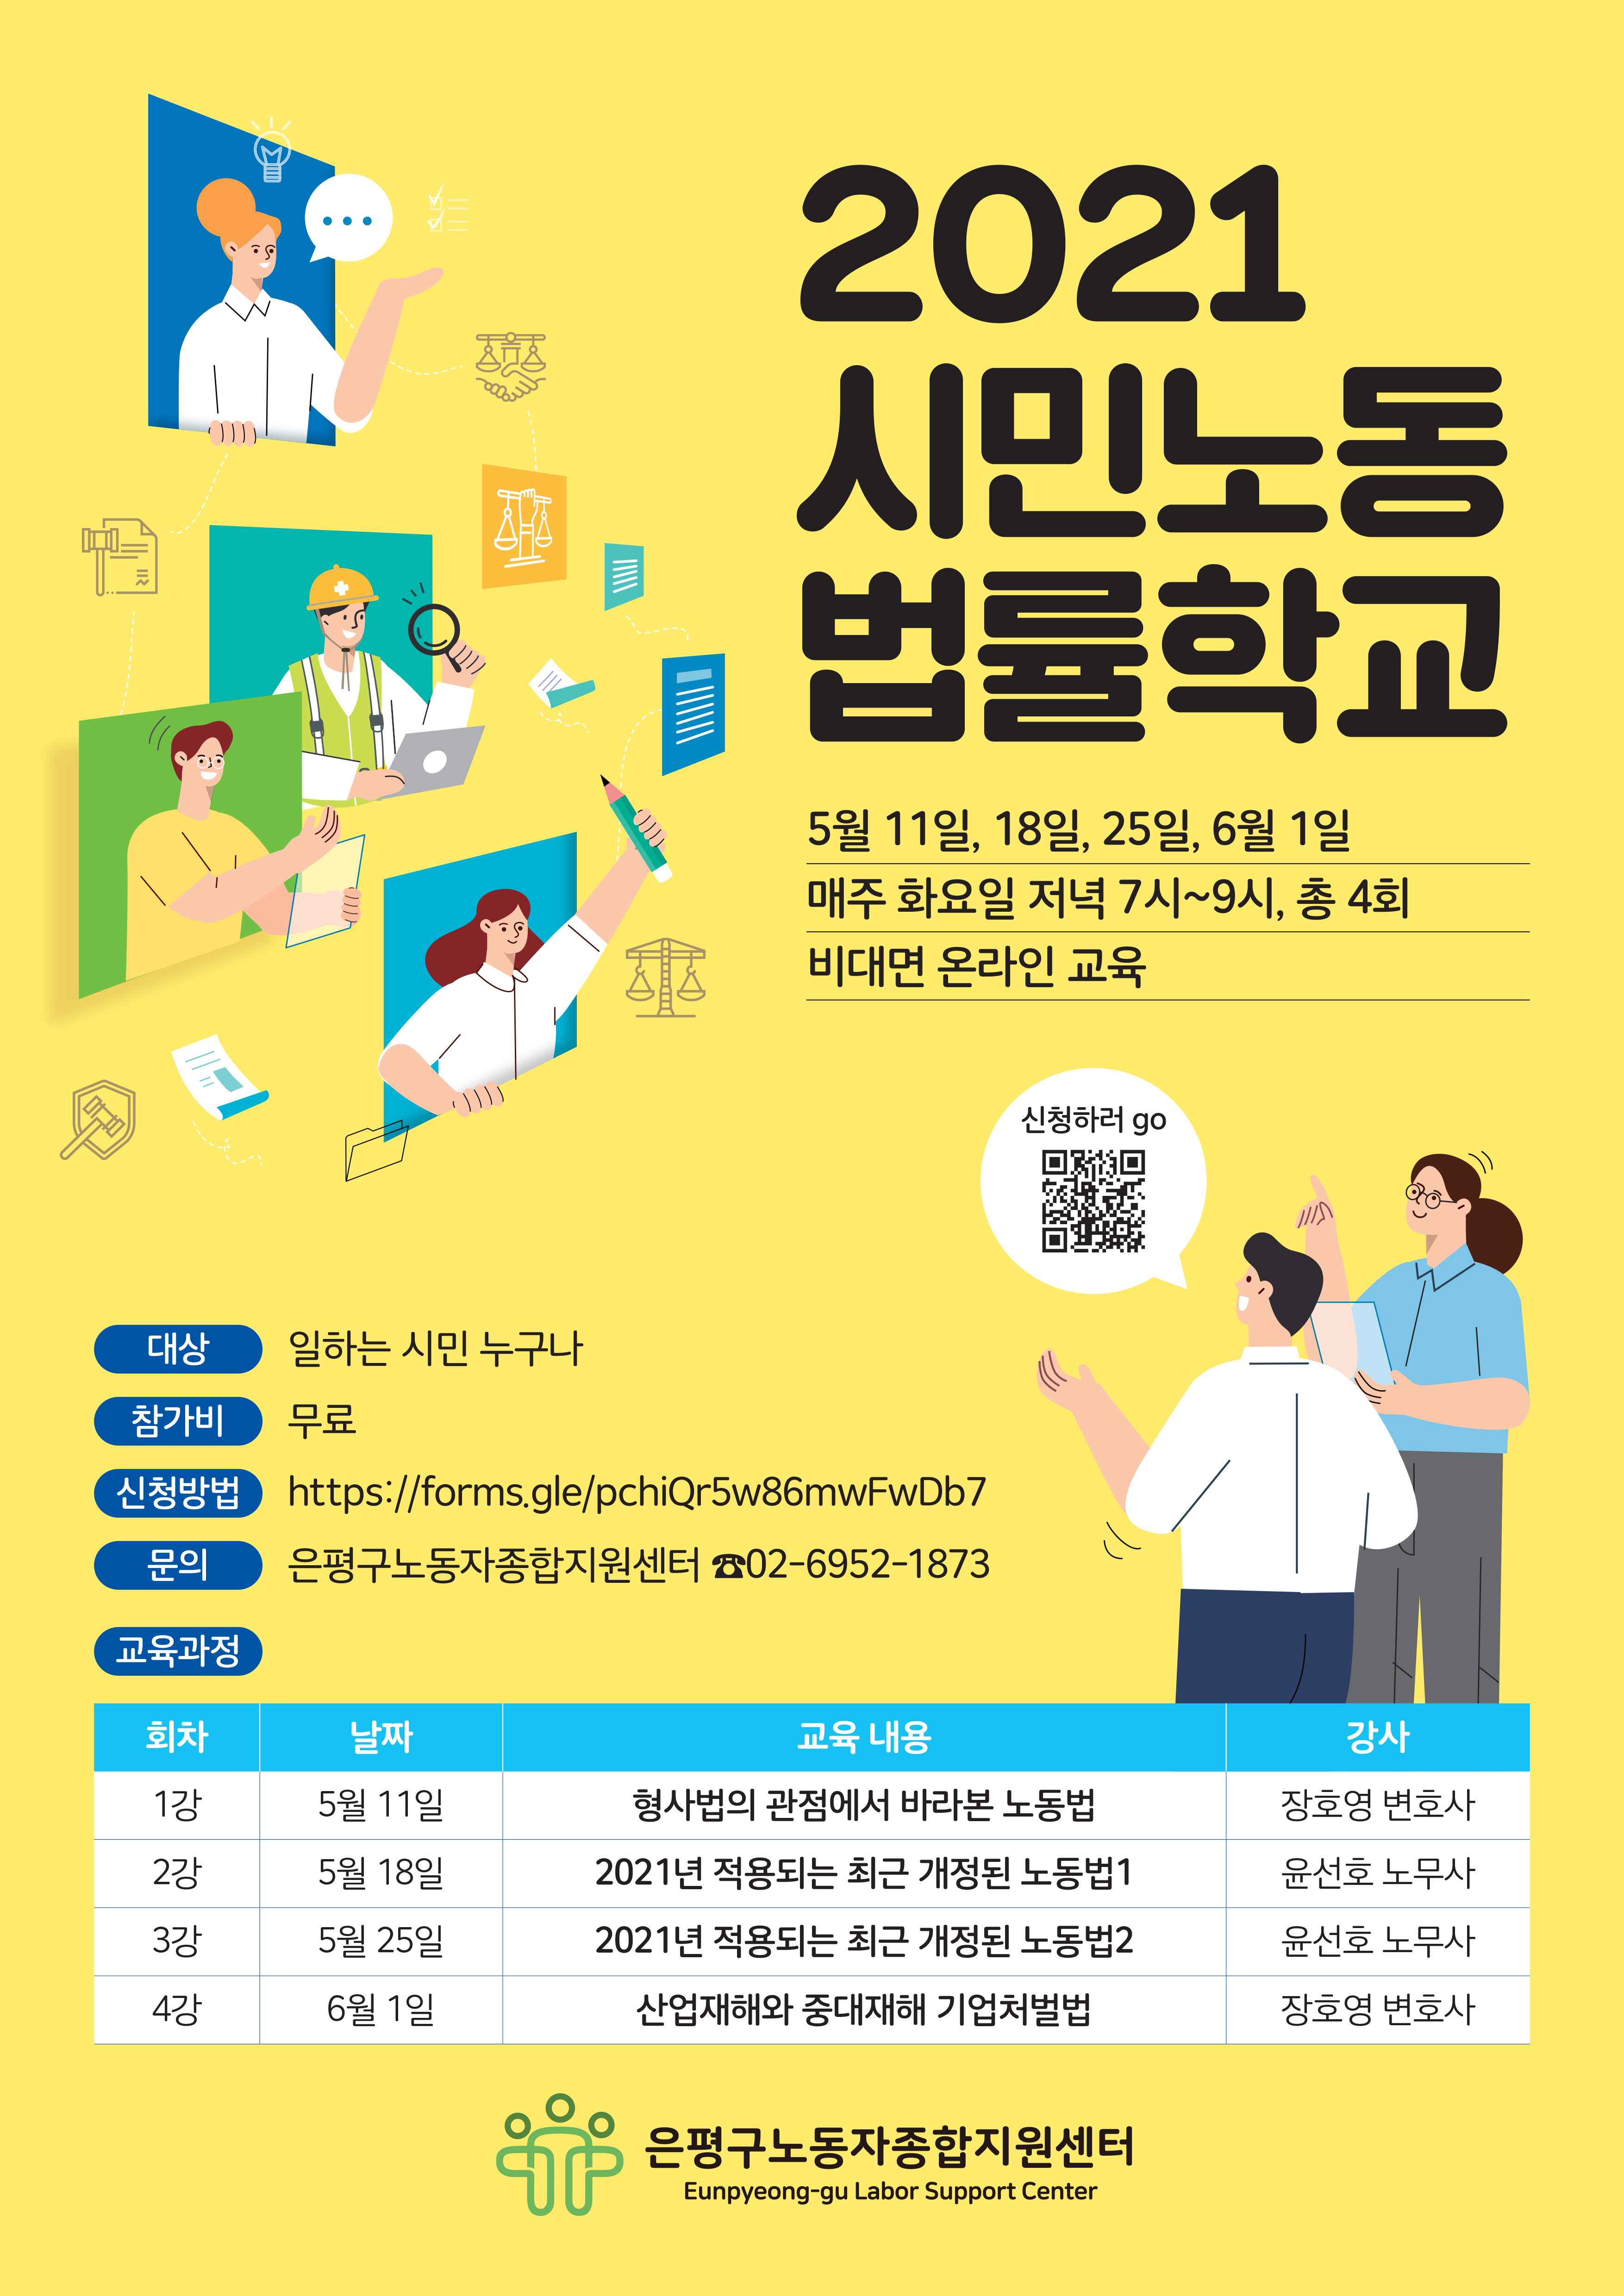 2021
시민노동
법률학교
5월 11일, 18일, 25일, 6월 1일
매주 화요일 저녁 7시~9시, 총 4회
비대면 온라인 교육
신청하러 go
대상 일하는 시민 누구나
참가비 무료
신청방법 https://forms.gle/pchiQr5w86mwFwDb7
문의 은평구노동자종합지원센터 ☎02-6952-1873
교육과정
회차 날짜 교육 내용 강사
1강 5월 11일 형사법의 관점에서 바라본 노동법 장호영 변호사
2강 5월 18일 2021년 적용되는 최근 개정된 노동법1 윤선호 노무사
3강 5월 25일 2021년 적용되는 최근 개정된 노동법2 윤선호 노무사
4강 6월 1일 산업재해와 중대재해 기업처벌법 장호영 변호사
은평구노동자종합지원센터
Eunpyeong-gu Labor Support Center